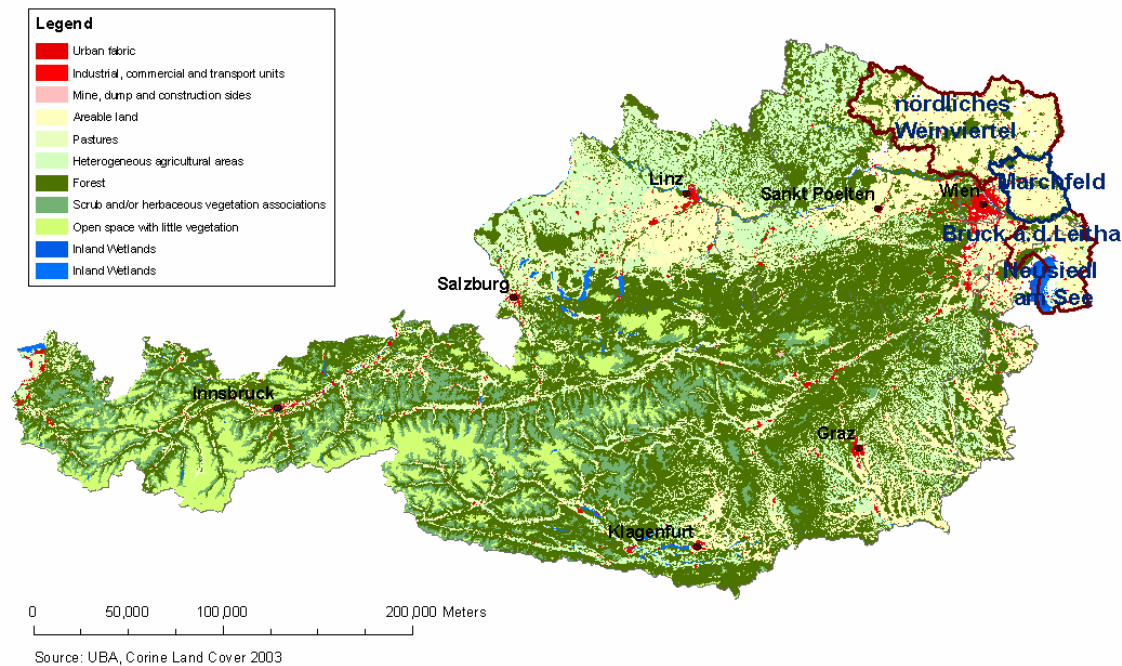 Legend
Urban fabric
Industrial, commercial and transport units
Mine, dump and construction sides
Areable land
Pastures
Heterogeneous agricultural areas
Forest
Scrub and/or herbaceous vegetation associations
Open space with little vegetation
Inland Wetlands
Inland Wetlands
nördliches
Weinviertel
Linz
Sankt Poelten
Wien
Marchfeld
Bruck a.d.Leitha
Neusiedl
am See
Salzburg
Innsbruck
Graz
Klagenfurt
0 50,000 100,000 200,000 Meters
Source: UBA, Corine Land Cover 2003